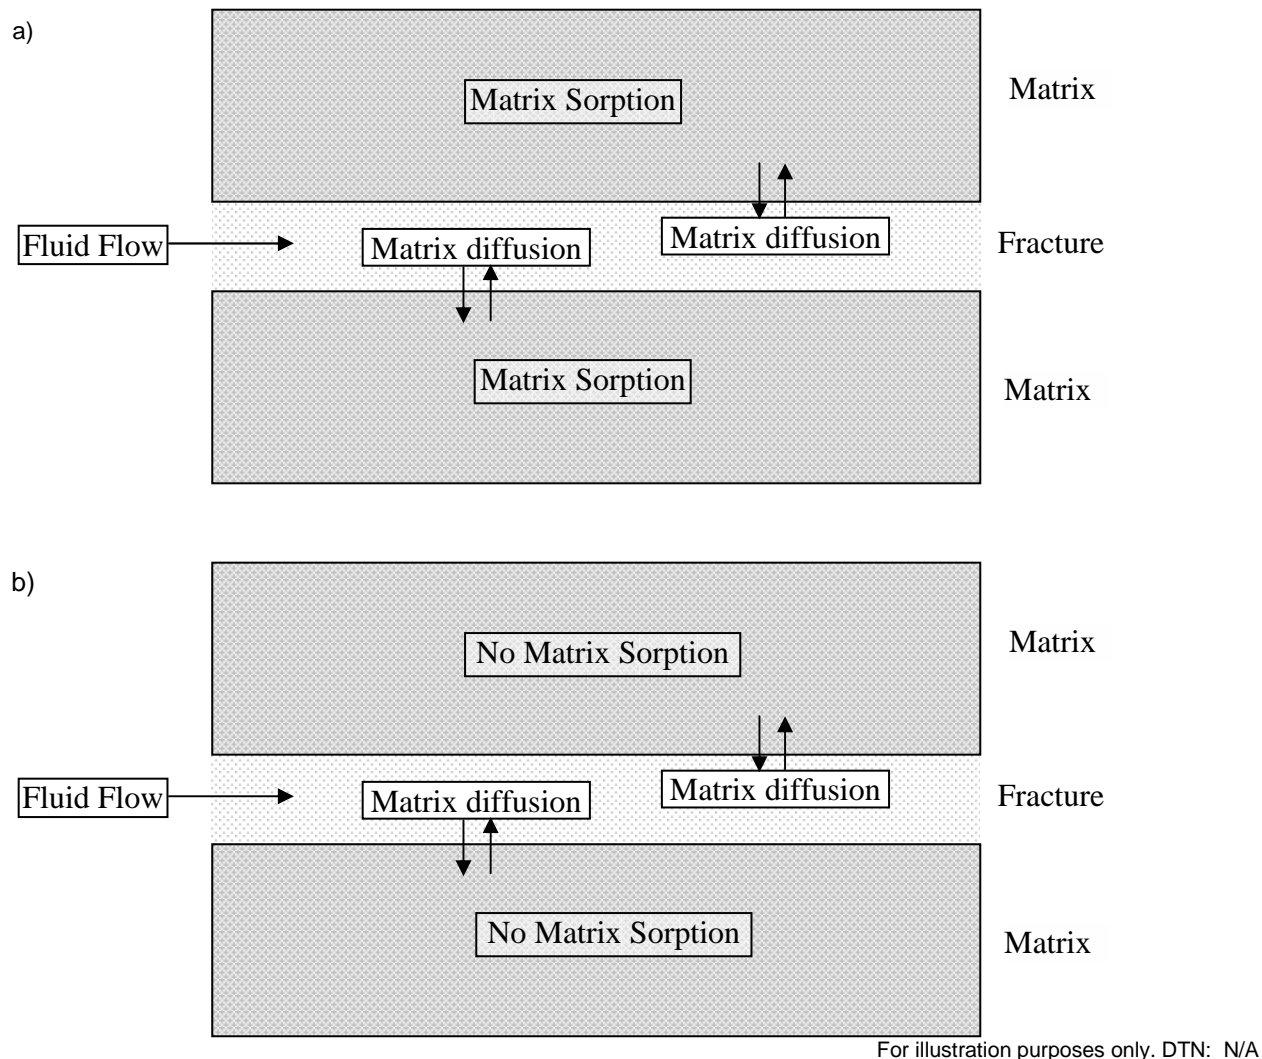 a)
Matrix Sorption
Matrix
Fluid Flow
Matrix diffusion
Matrix diffusion
Fracture
Matrix Sorption
Matrix
b)
No Matrix Sorption
Matrix
Fluid Flow
Matrix diffusion
Matrix diffusion
Fracture
No Matrix Sorption
Matrix
For illustration purposes only. DTN: N/A